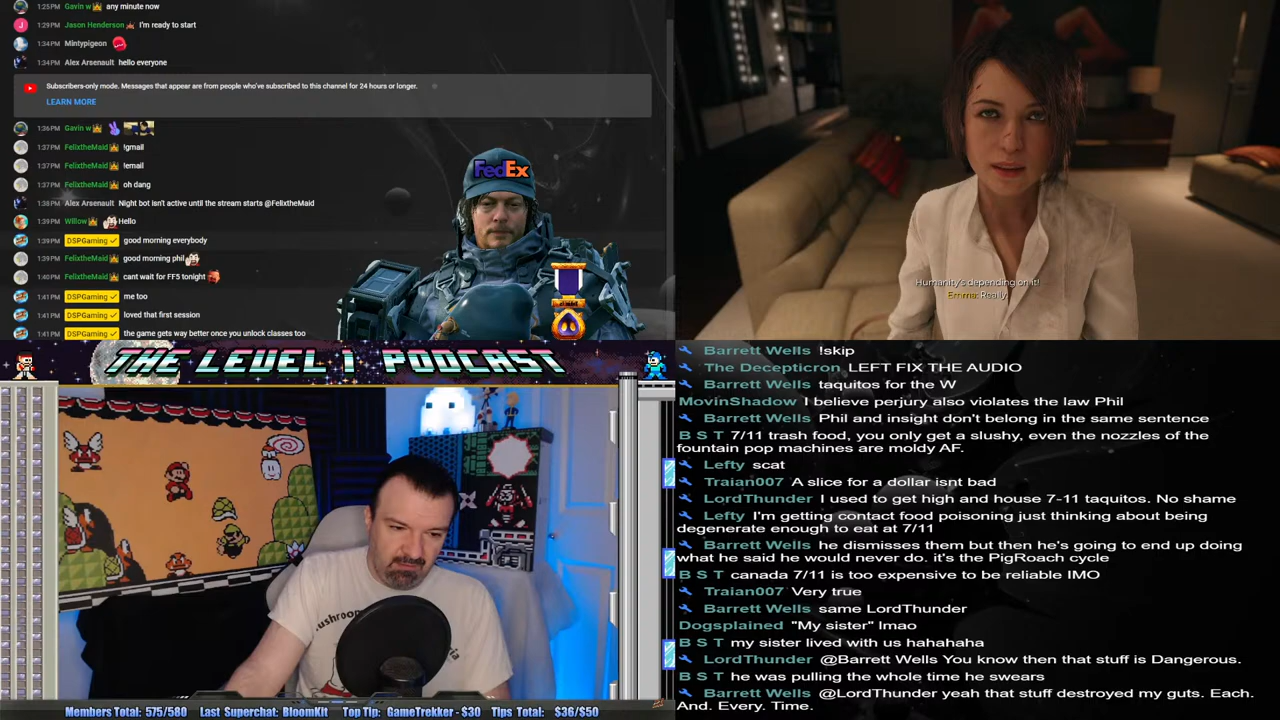 1:25PM Gavin w any minute now
1:29PM Jason Henderson I'm ready to start
1:34PM Mintypigeon
1:34PM Alex Arsenault hello everyone
Subscribers-only mode. Messages that appear are from people who've subscribed to this channel for 24 hours or longer.
LEARN MORE
1:36PM Gavin w
1:37PM FelixtheMaid !gmail
1:37PM FelixtheMaid !email
1:37PM FelixtheMaid oh dang
1:38PM Alex Arsenault Night bot isn't active until the stream starts @FelixtheMaid
1:39PM Willow Hello
1:39PM DSPGaming good morning everybody
1:39PM FelixtheMaid good morning phil
1:40PM FelixtheMaid cant wait for FF5 tonight
1:41PM DSPGaming me too
1:41PM DSPGaming loved that first session
1:41PM DSPGaming the game gets way better once you unlock classes too
FedEx
Humanity's depending on it!
Emma: Really.
THE LEVEL 1 PODCAST
Barrett Wells !skip
The Decepticron LEFT FIX THE AUDIO
Barrett Wells taquitos for the W
MovinShadow I believe perjury also violates the law Phil
Barrett Wells Phil and insight don't belong in the same sentence
B S T 7/11 trash food, you only get a slushy, even the nozzles of the
fountain pop machines are moldy AF.
Lefty scat
Traian007 A slice for a dollar isnt bad
LordThunder I used to get high and house 7-11 taquitos. No shame
Lefty I'm getting contact food poisoning just thinking about being
degenerate enough to eat at 7/11
Barrett Wells he dismisses them but then he's going to end up doing
what he said he would never do. it's the PigRoach cycle
B S T canada 7/11 is too expensive to be reliable IMO
Traian007 Very true
Barrett Wells same LordThunder
Dogsplained "My sister" lmao
B S T my sister lived with us hahahaha
LordThunder @Barrett Wells You know then that stuff is Dangerous.
B S T he was pulling the whole time he swears
Barrett Wells @LordThunder yeah that stuff destroyed my guts. Each.
And. Every. Time.
Members Total: 575/580 Last Superchat: BloomKit Top Tip: GameTrekker - $30 Tips Total: $36/$50